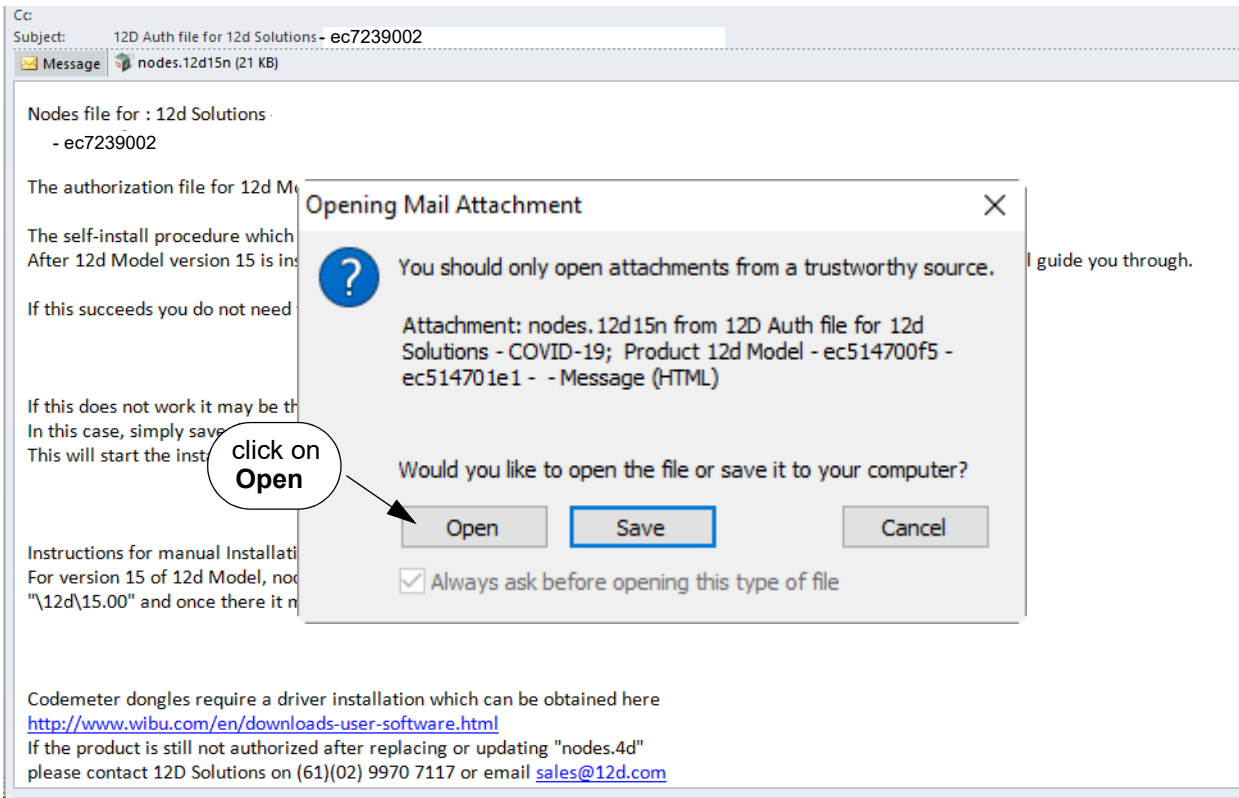 Cc:
Subject: 12D Auth file for 12d Solutions - ec7239002
Message nodes.12d15n (21 KB)
Nodes file for : 12d Solutions
- ec7239002
The authorization file for 12d
Opening Mail Attachment
The self-install procedure which
You should only open attachments from a trustworthy source.
After 12d Model version 15 is
guide you through.
If this succeeds you do not need
Attachment: nodes.12d15n from 12D Auth file for 12d
Solutions - COVID-19; Product 12d Model - ec514700f5 -
ec514701e1 - - Message (HTML)
If this does not work it may be
In this case, simply save
This will start the
click on
Open
Would you like to open the file or save it to your computer?
Open Save Cancel
Always ask before opening this type of file
Instructions for manual
For version 15 of 12d Model,
"\12d\15.00" and once there it
Codemeter dongles require a driver installation which can be obtained here
http://www.wibu.com/en/downloads-user-software.html
If the product is still not authorized after replacing or updating "nodes.4d"
please contact 12D Solutions on (61)(02) 9970 7117 or email sales@12d.com